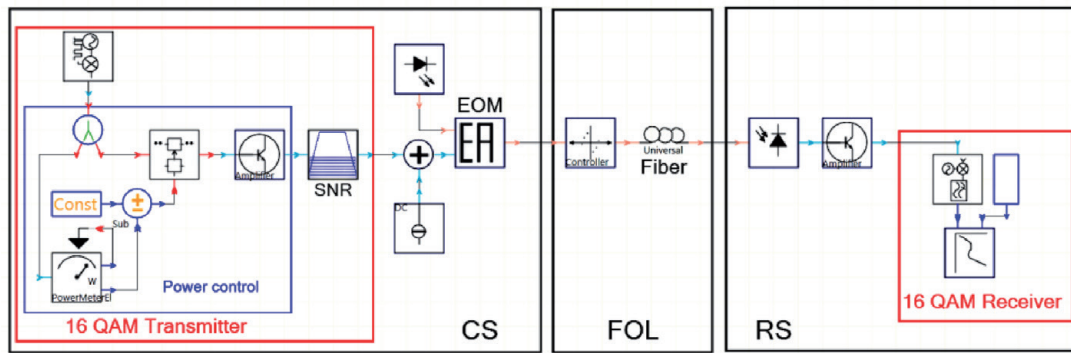 EOM
EA
Amplifier
SNR
Const
Sub
W
PowerMeterEl
Power control
16 QAM Transmitter
DC
CS
Controller
Universal
Fiber
FOL
Amplifier
16 QAM Receiver
RS